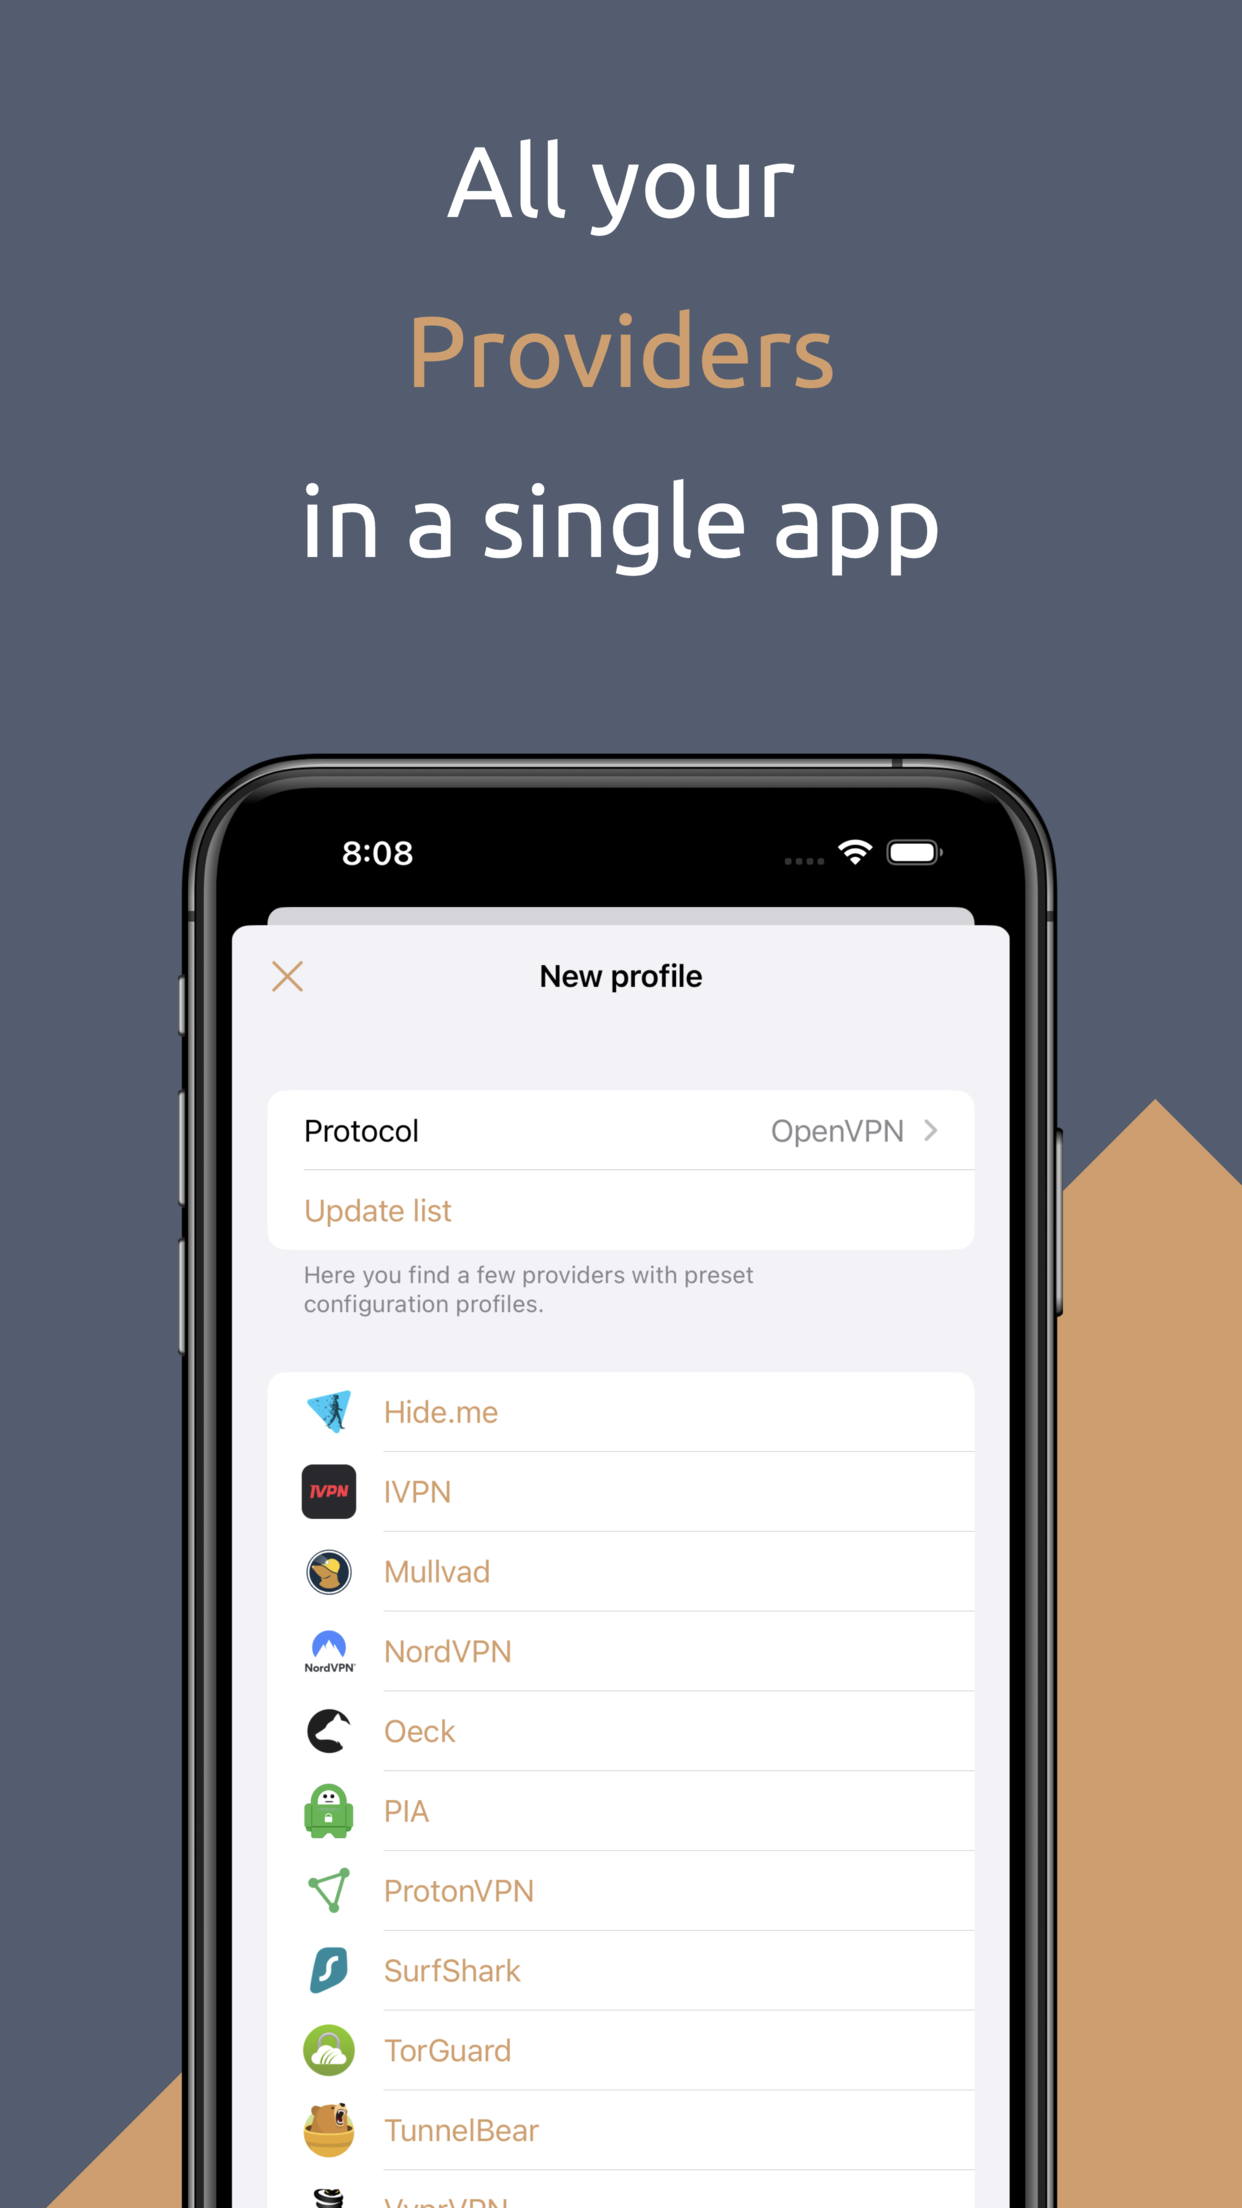 All your
Providers
in a single app
8:08
New profile
Protocol
OpenVPN
Update list
Here you find a few providers with preset
configuration profiles.
Hide.me
IVPN
IVPN
Mullvad
NordVPN
NordVPN
Oeck
PIA
ProtonVPN
SurfShark
TorGuard
TunnelBear
VyprVPN